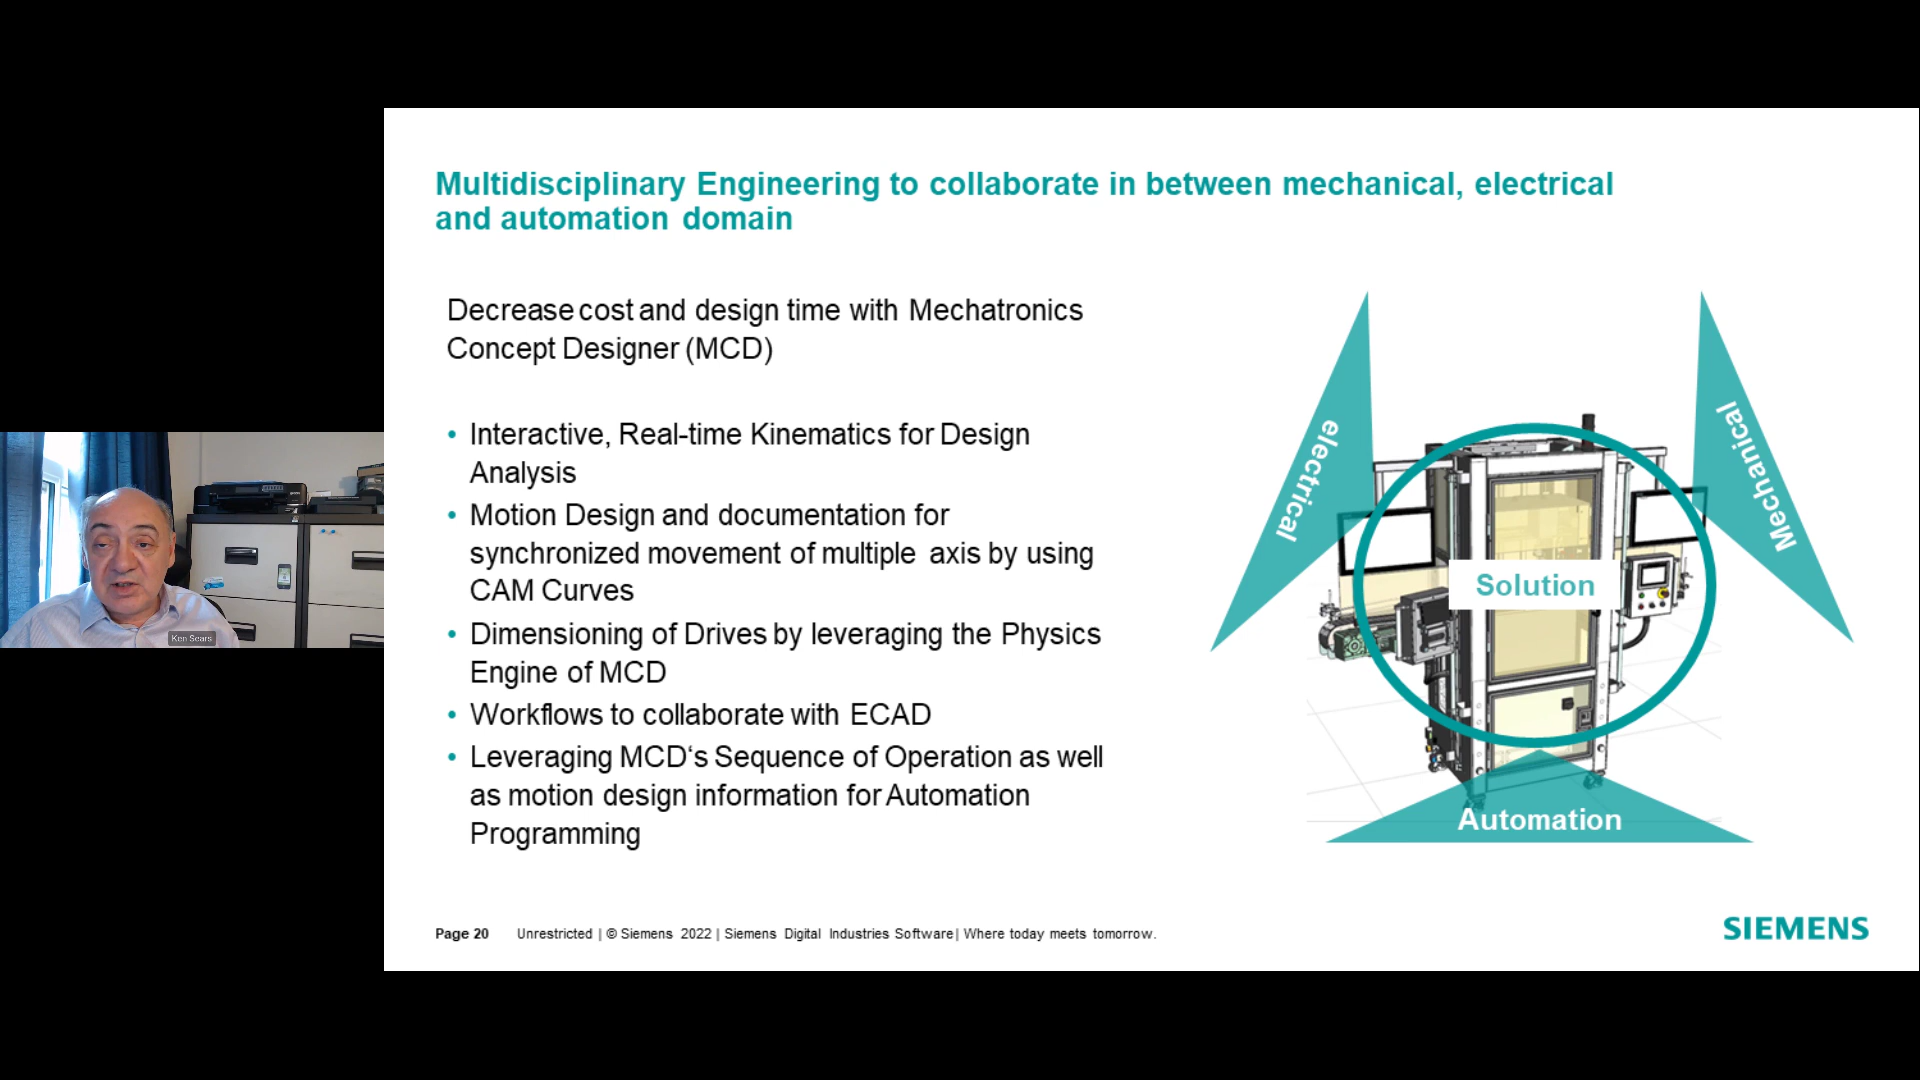 Multidisciplinary Engineering to collaborate in between mechanical, electrical
and automation domain
Decrease cost and design time with Mechatronics
Concept Designer (MCD)
• Interactive, Real-time Kinematics for Design
Analysis
• Motion Design and documentation for
synchronized movement of multiple axis by using
CAM Curves
• Dimensioning of Drives by leveraging the Physics
Engine of MCD
• Workflows to collaborate with ECAD
• Leveraging MCD‘s Sequence of Operation as well
as motion design information for Automation
Programming
electrical
Mechanical
Solution
Automation
Ken Sears
Page 20 Unrestricted | © Siemens 2022 | Siemens Digital Industries Software | Where today meets tomorrow.
SIEMENS